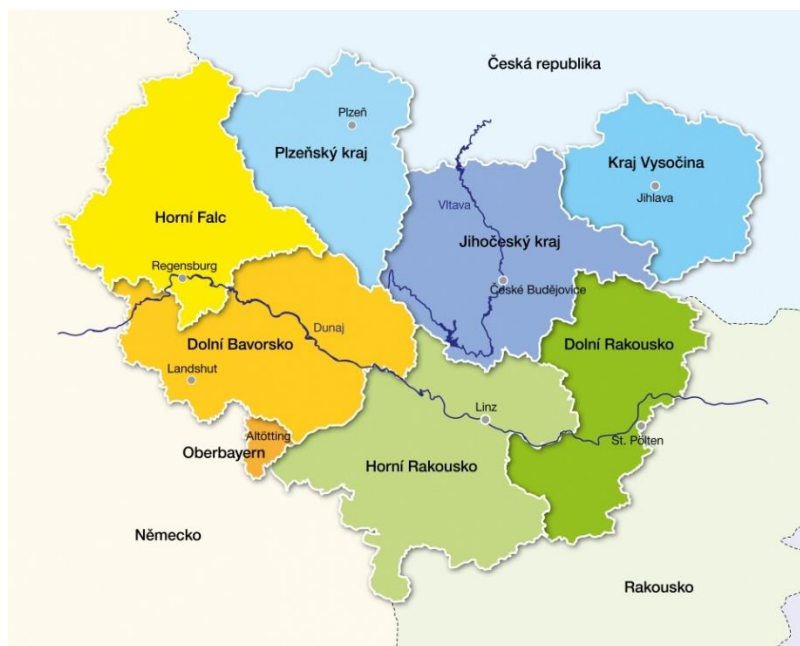 Česká republika
Plzeň
Plzeňský kraj
Kraj Vysočina
Jihlava
Vltava
Horní Falc
Jihočeský kraj
Regensburg
České Budějovice
Dunaj
Dolní Bavorsko
Dolní Rakousko
Landshut
Linz
Altötting
St. Pölten
Oberbayern
Horní Rakousko
Německo
Rakousko